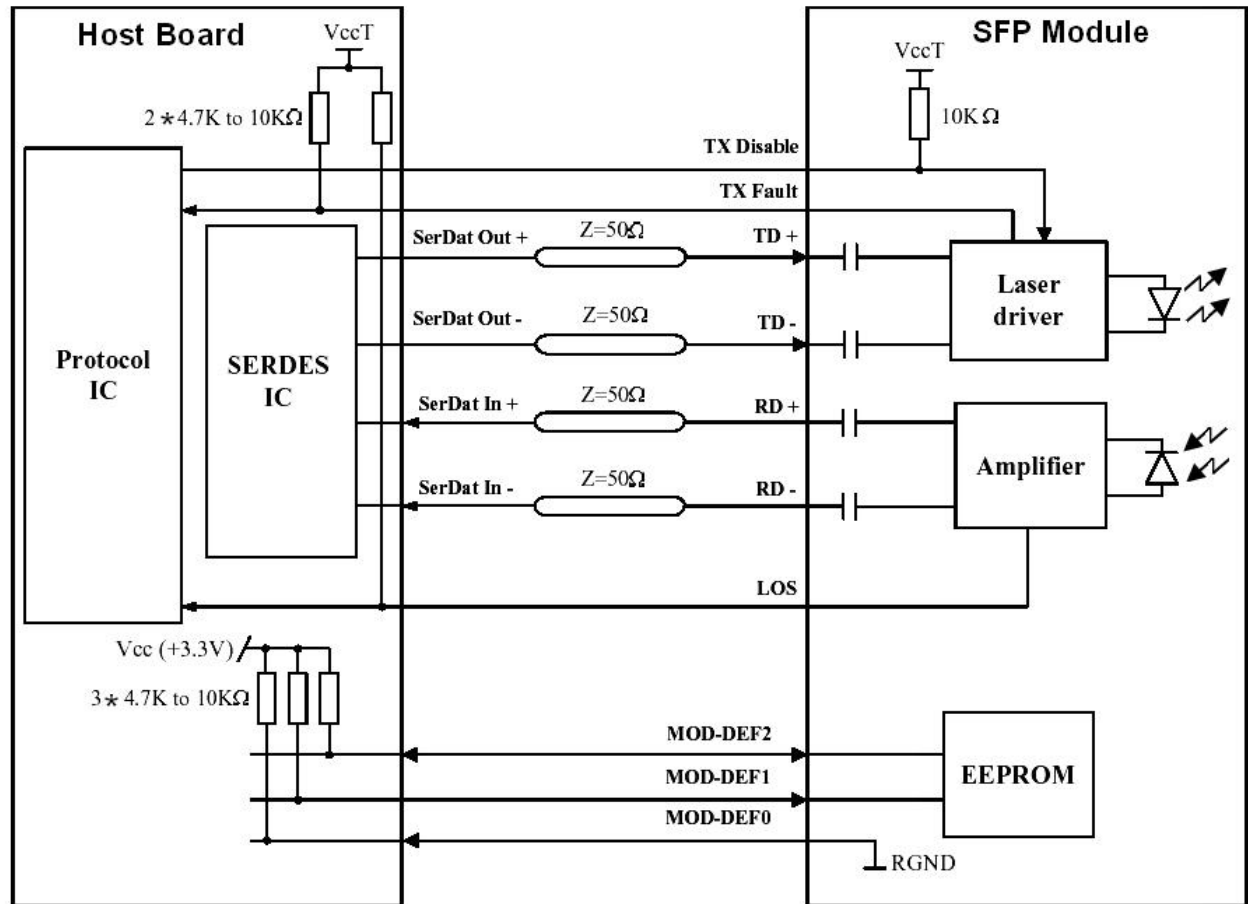 Host Board
SFP Module
VccT
VccT
2*4.7K to 10KΩ
10KΩ
TX Disable
TX Fault
SerDat Out +
Z=50Ω
TD +
Laser
driver
SerDat Out -
Z=50Ω
TD -
Protocol
IC
SERDES
IC
SerDat In +
Z=50Ω
RD +
Amplifier
SerDat In -
Z=50Ω
RD -
LOS
Vcc (+3.3V)
3* 4.7K to 10KΩ
MOD-DEF2
EEPROM
MOD-DEF1
MOD-DEF0
RGND